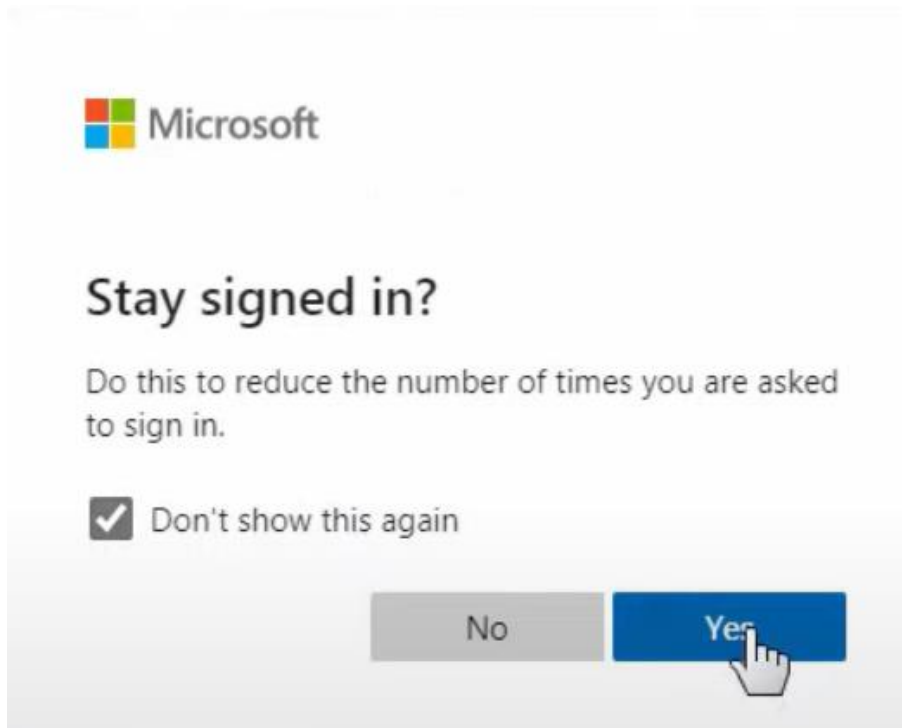 Microsoft
Stay signed in?
Do this to reduce the number of times you are asked
to sign in.
Don't show this again
No
Yes